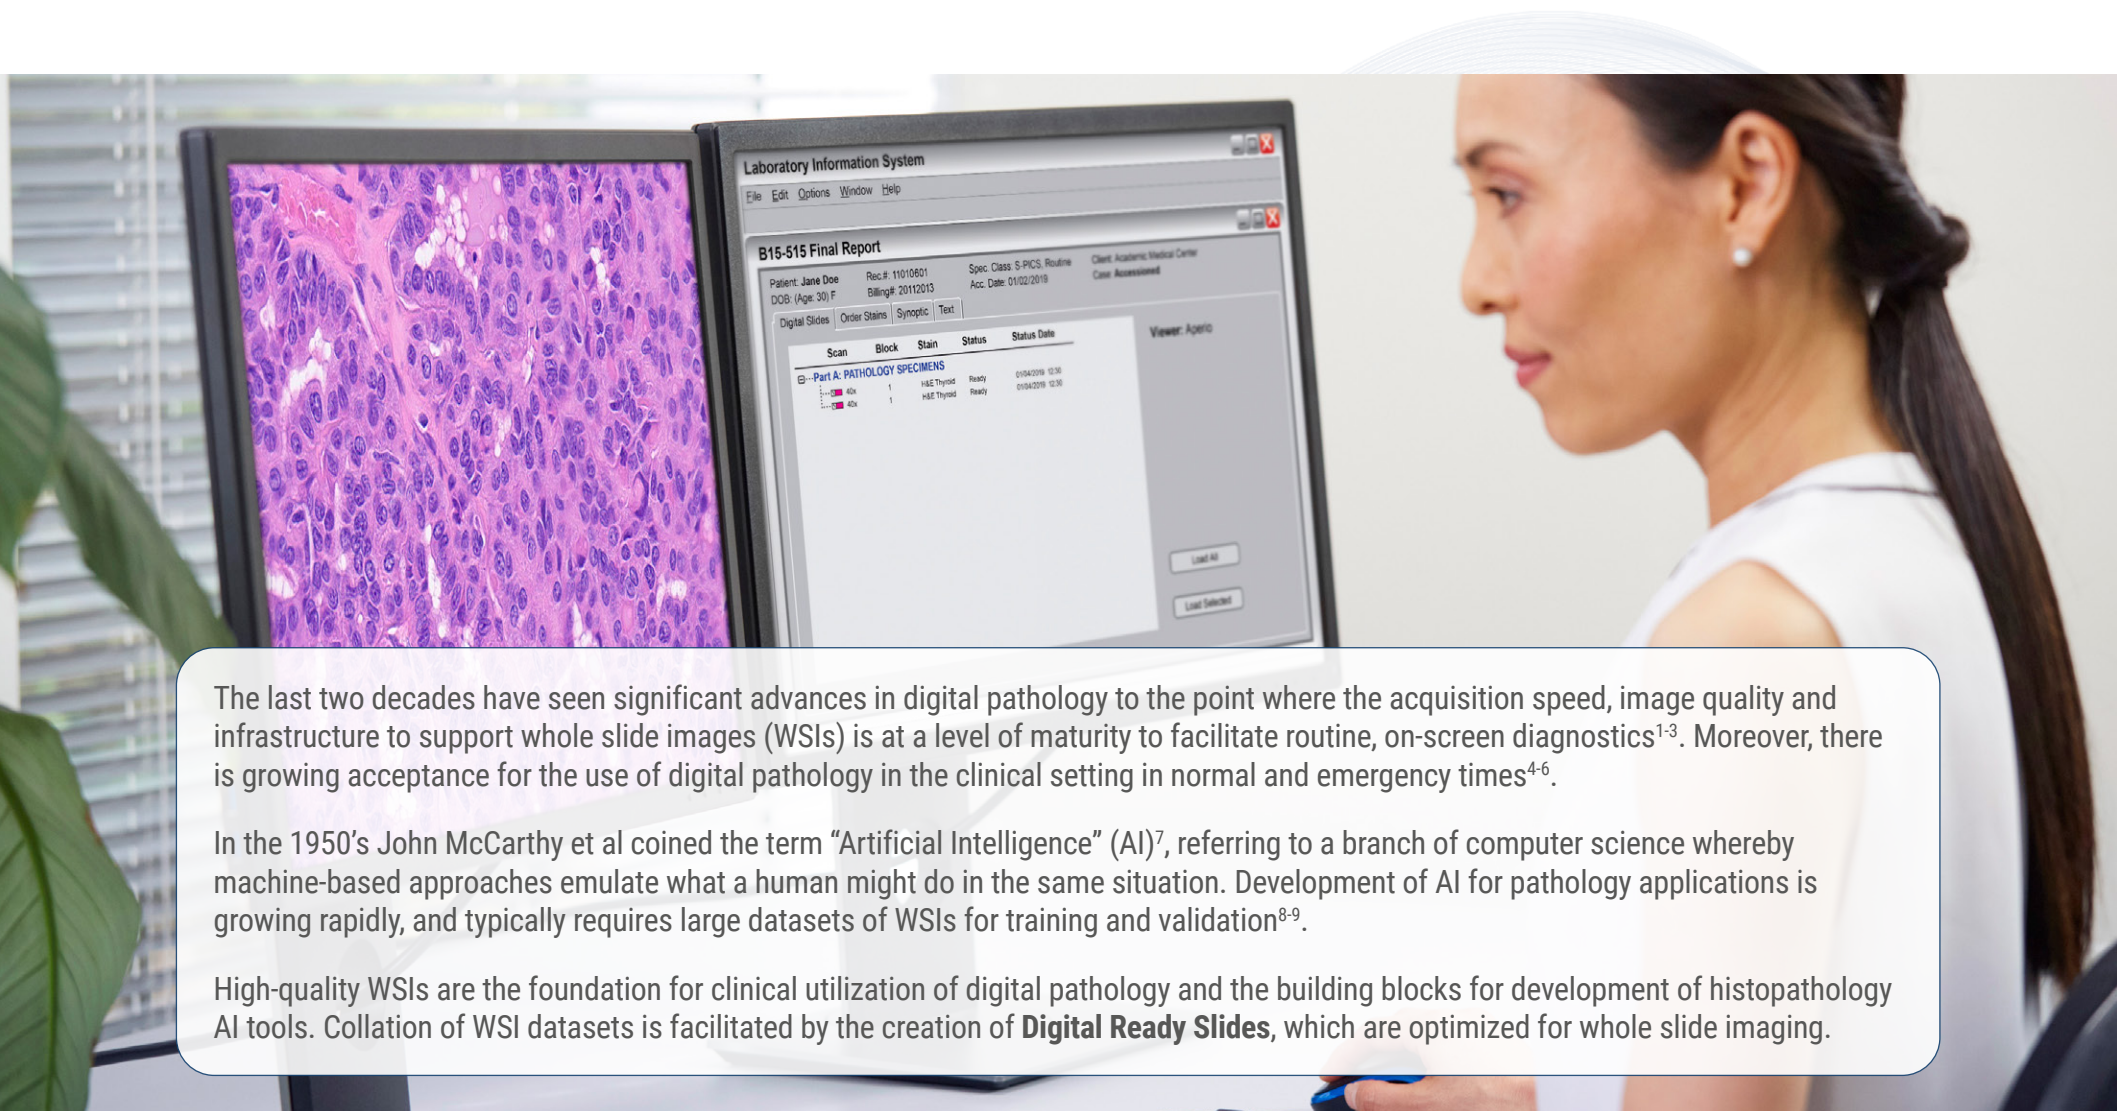 Laboratory Information System
File Edit Options Window Help
B15-515 Final Report
Patient: Jane Doe Rec.#: 11010601 Spec. Class: S-PICS, Routine Client: Academic Medical Center
DOB: (Age: 30) F Billing#: 20112013 Acc. Date: 01/02/2019 Case: Accessioned
Digital Slides Order Stains Synoptic Text
Viewer: Aperio
Scan Block Stain Status Status Date
Part A: PATHOLOGY SPECIMENS
40x 1 H&E Thyroid Ready 01/04/2019 12:30
40x 1 H&E Thyroid Ready 01/04/2019 12:30
Load All
Load Selected
The last two decades have seen significant advances in digital pathology to the point where the acquisition speed, image quality and
infrastructure to support whole slide images (WSIs) is at a level of maturity to facilitate routine, on-screen diagnostics1-3. Moreover, there
is growing acceptance for the use of digital pathology in the clinical setting in normal and emergency times4-6.
In the 1950’s John McCarthy et al coined the term “Artificial Intelligence” (AI)7, referring to a branch of computer science whereby
machine-based approaches emulate what a human might do in the same situation. Development of AI for pathology applications is
growing rapidly, and typically requires large datasets of WSIs for training and validation8-9.
High-quality WSIs are the foundation for clinical utilization of digital pathology and the building blocks for development of histopathology
AI tools. Collation of WSI datasets is facilitated by the creation of Digital Ready Slides, which are optimized for whole slide imaging.